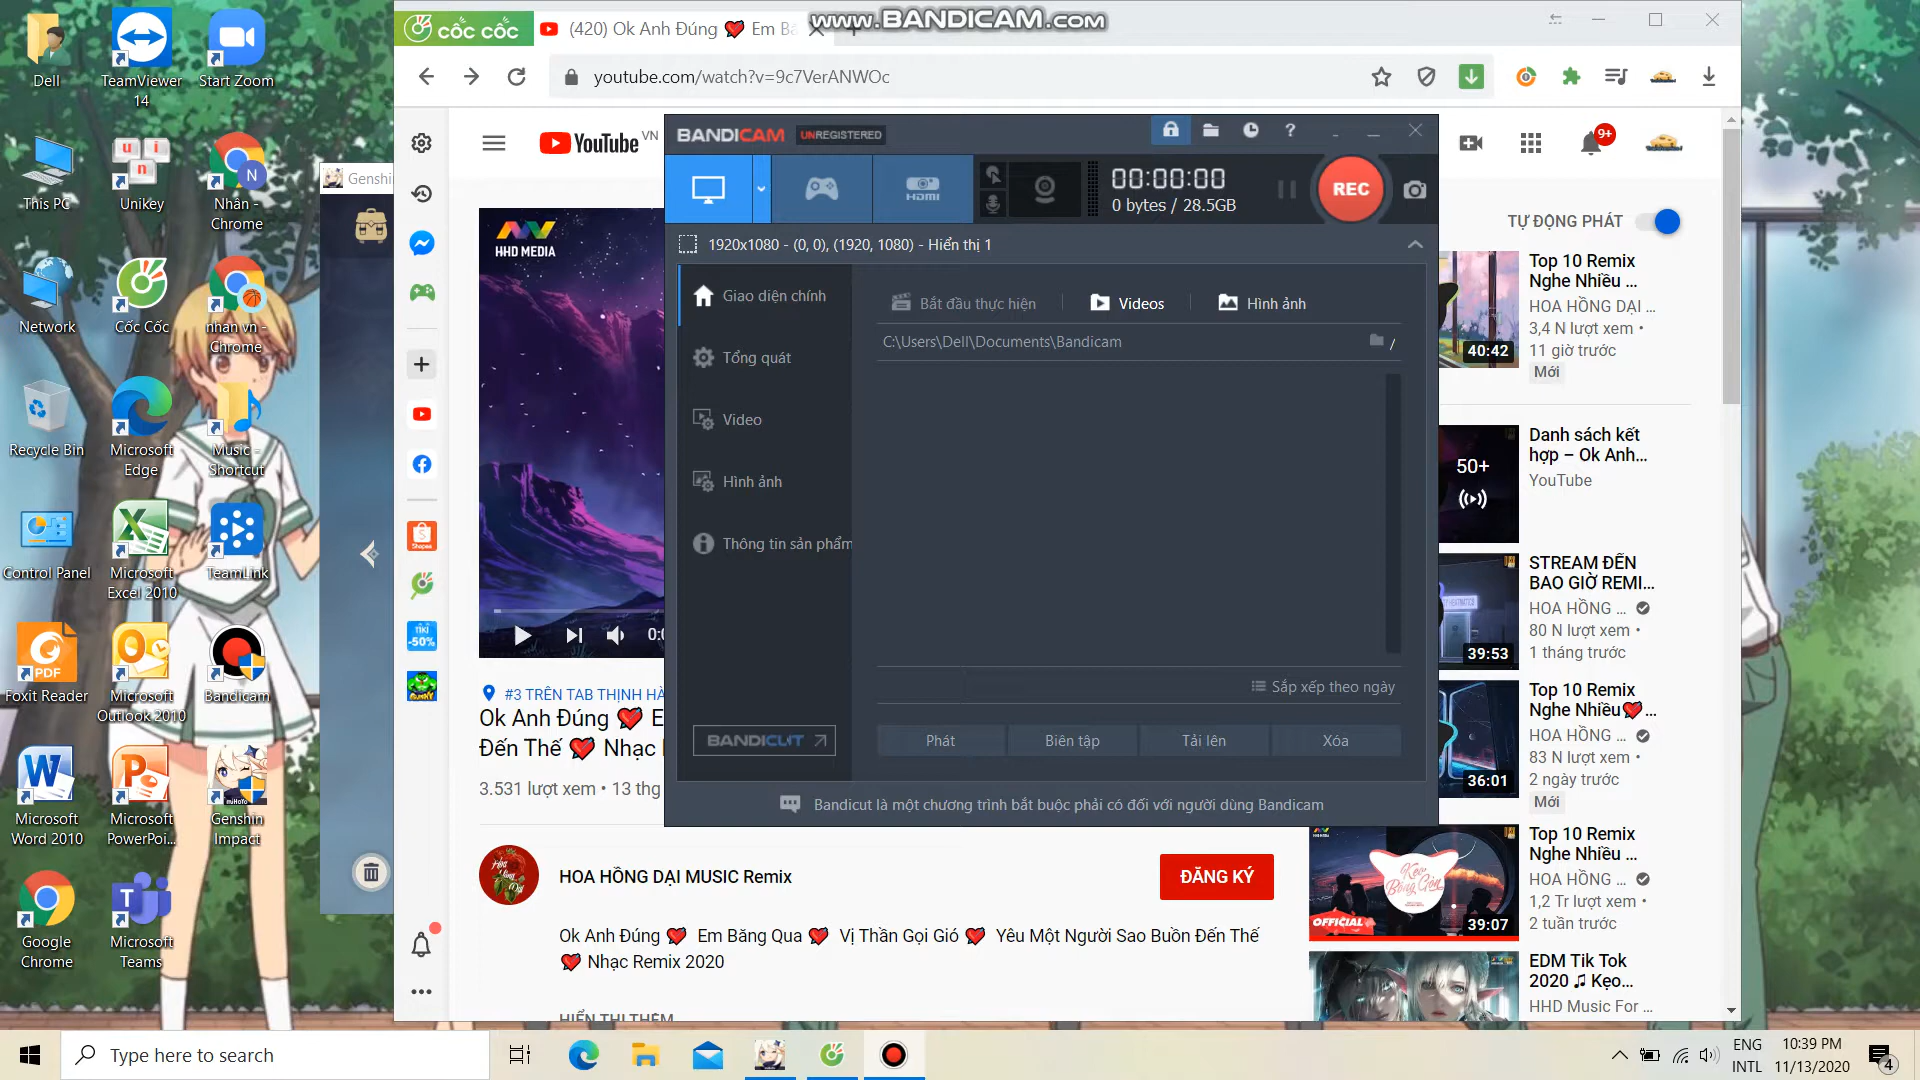 Dell
TeamViewer
14
Start Zoom
This PC
Unikey
Nhân -
Chrome
Network
Cốc Cốc
nhan vn -
Chrome
Recycle Bin
Microsoft
Edge
Music -
Shortcut
Control Panel
Microsoft
Excel 2010
TeamLink
Foxit Reader
Microsoft
Outlook 2010
Bandicam
Microsoft
Word 2010
Microsoft
PowerPoi...
Genshin
Impact
Google
Chrome
Microsoft
Teams
Genshi
cốc cốc
(420) Ok Anh Đúng ❤ Em Bă
www.BANDICAM.com
youtube.com/watch?v=9c7VerANWOc
YouTube VN
9+
HHD MEDIA
BANDICAM UNREGISTERED
HDMI
00:00:00
0 bytes / 28.5GB
REC
1920x1080 - (0, 0), (1920, 1080) - Hiển thị 1
Giao diện chính
Tổng quát
Video
Hình ảnh
Thông tin sản phẩm
Bắt đầu thực hiện
Videos
Hình ảnh
C:\Users\Dell\Documents\Bandicam
/
Sắp xếp theo ngày
BANDICUT
Phát
Biên tập
Tải lên
Xóa
Bandicut là một chương trình bắt buộc phải có đối với người dùng Bandicam
Shopee
TIKI
-50%
#3 TRÊN TAB THỊNH HÀ
Ok Anh Đúng ❤ E
Đến Thế ❤ Nhạc
3.531 lượt xem • 13 thg
HOA HỒNG DẠI MUSIC Remix
ĐĂNG KÝ
Ok Anh Đúng ❤ Em Băng Qua ❤ Vị Thần Gọi Gió ❤ Yêu Một Người Sao Buồn Đến Thế
❤ Nhạc Remix 2020
HIỂN THỊ THÊM
TỰ ĐỘNG PHÁT
40:42
Top 10 Remix
Nghe Nhiều ...
HOA HỒNG DẠI ...
3,4 N lượt xem •
11 giờ trước
Mới
50+
Danh sách kết
hợp – Ok Anh...
YouTube
39:53
STREAM ĐẾN
BAO GIỜ REMI...
HOA HỒNG ...
80 N lượt xem •
1 tháng trước
36:01
Top 10 Remix
Nghe Nhiều❤...
HOA HỒNG ...
83 N lượt xem •
2 ngày trước
Mới
OFFICIAL
39:07
Top 10 Remix
Nghe Nhiều ...
HOA HỒNG ...
1,2 Tr lượt xem •
2 tuần trước
EDM Tik Tok
2020 ♫ Kẹo...
HHD Music For ...
Type here to search
ENG
INTL
10:39 PM
11/13/2020
4